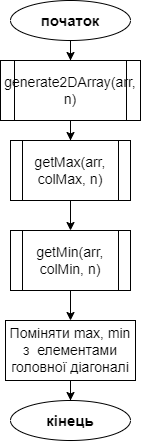 початок
generate2DArray(arr,
n)
getMax(arr,
colMax, n)
getMin(arr,
colMin, n)
Поміняти max, min
з елементами
головної діагоналі
кінець